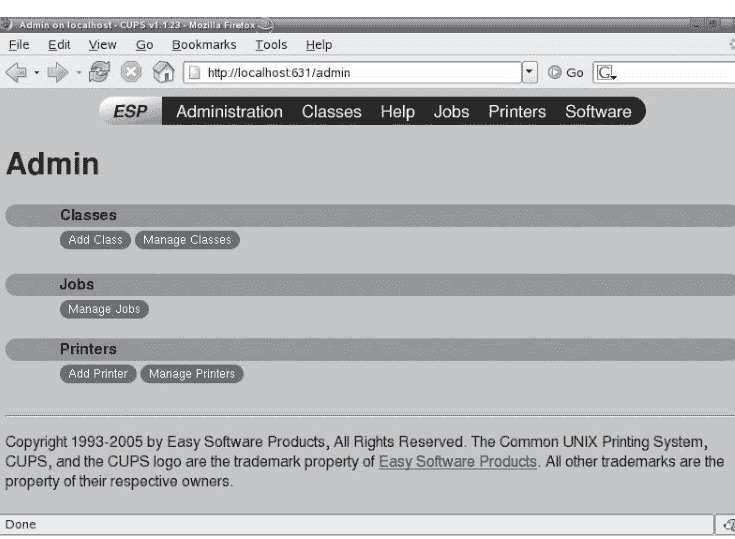 Admin on localhost - CUPS v1.1.23 - Mozilla Firefox
File Edit View Go Bookmarks Tools Help
http://localhost:631/admin Go G
ESP Administration Classes Help Jobs Printers Software
Admin
Classes
Add Class Manage Classes
Jobs
Manage Jobs
Printers
Add Printer Manage Printers
Copyright 1993-2005 by Easy Software Products, All Rights Reserved. The Common UNIX Printing System,
CUPS, and the CUPS logo are the trademark property of Easy Software Products. All other trademarks are the
property of their respective owners.
Done